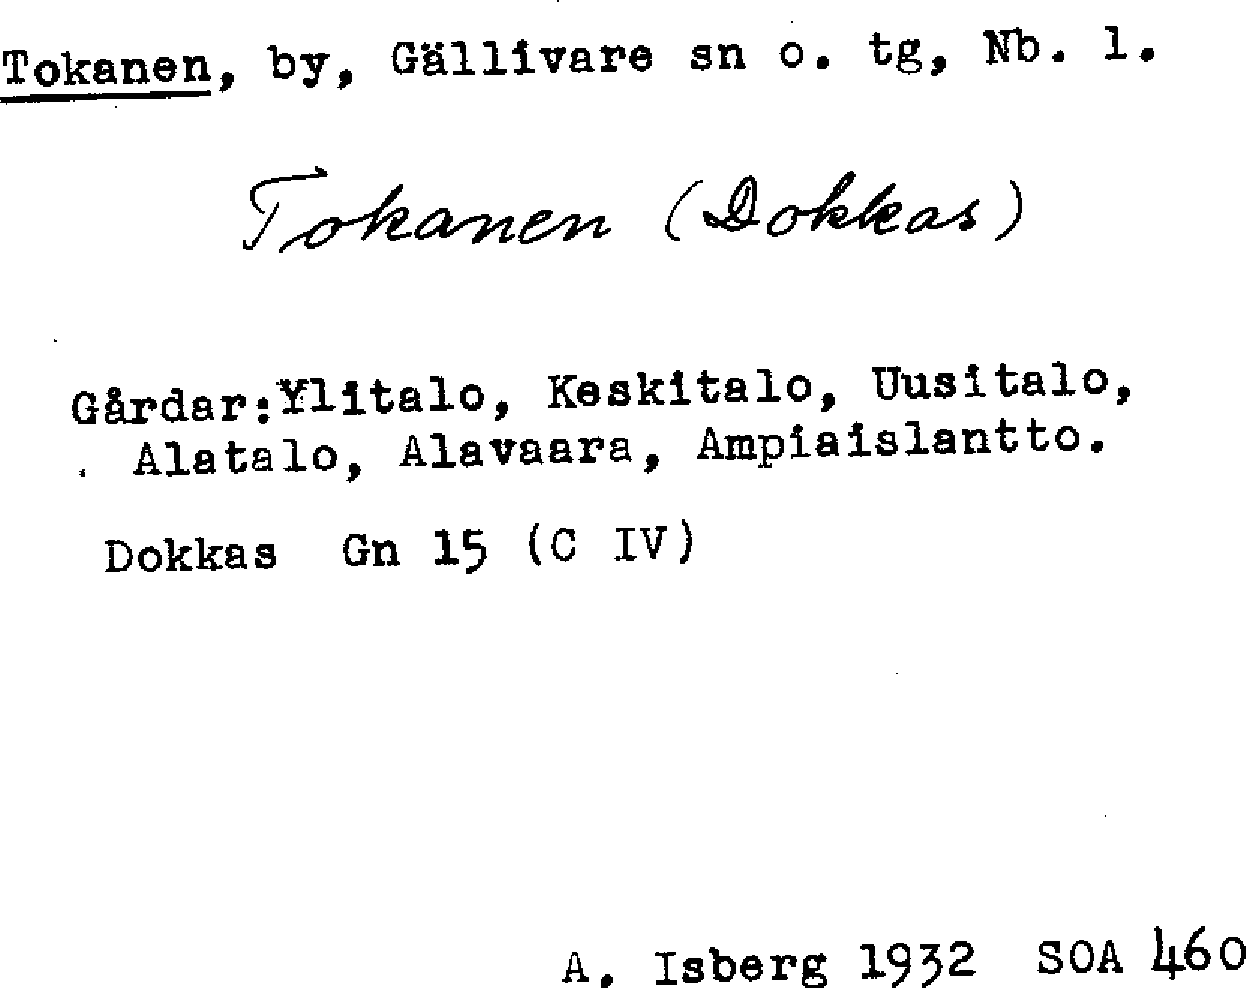 Tokanen, by, Gällivare sn o. tg, Nb. l.
Tokanen (Dokkas)
Gårdar:Ylitalo, Keskitalo, Uusitalo,
Alatalo, Alavaara, Ampiaislantto.
Dokkas Gn 15 (C IV)
A. Isberg 1932 SOA 460